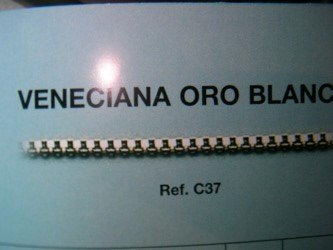 VENECIANA ORO BLANC
Ref. C37